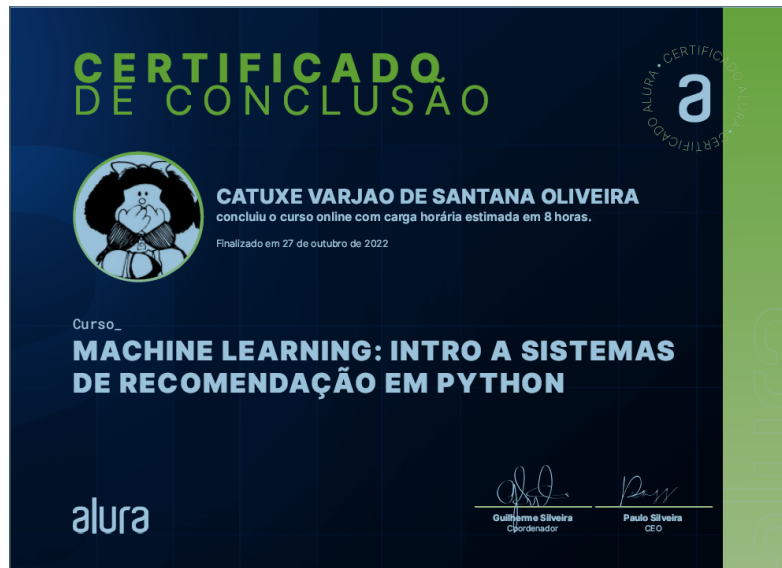 CERTIFICADO
DE CONCLUSÃO
CERTIFICADO ALURA • CERTIFICADO ALURA •
a
CATUXE VARJAO DE SANTANA OLIVEIRA
concluiu o curso online com carga horária estimada em 8 horas.
Finalizado em 27 de outubro de 2022
Curso_
MACHINE LEARNING: INTRO A SISTEMAS
DE RECOMENDAÇÃO EM PYTHON
alura
Guilherme Silveira
Coordenador
Paulo Silveira
CEO